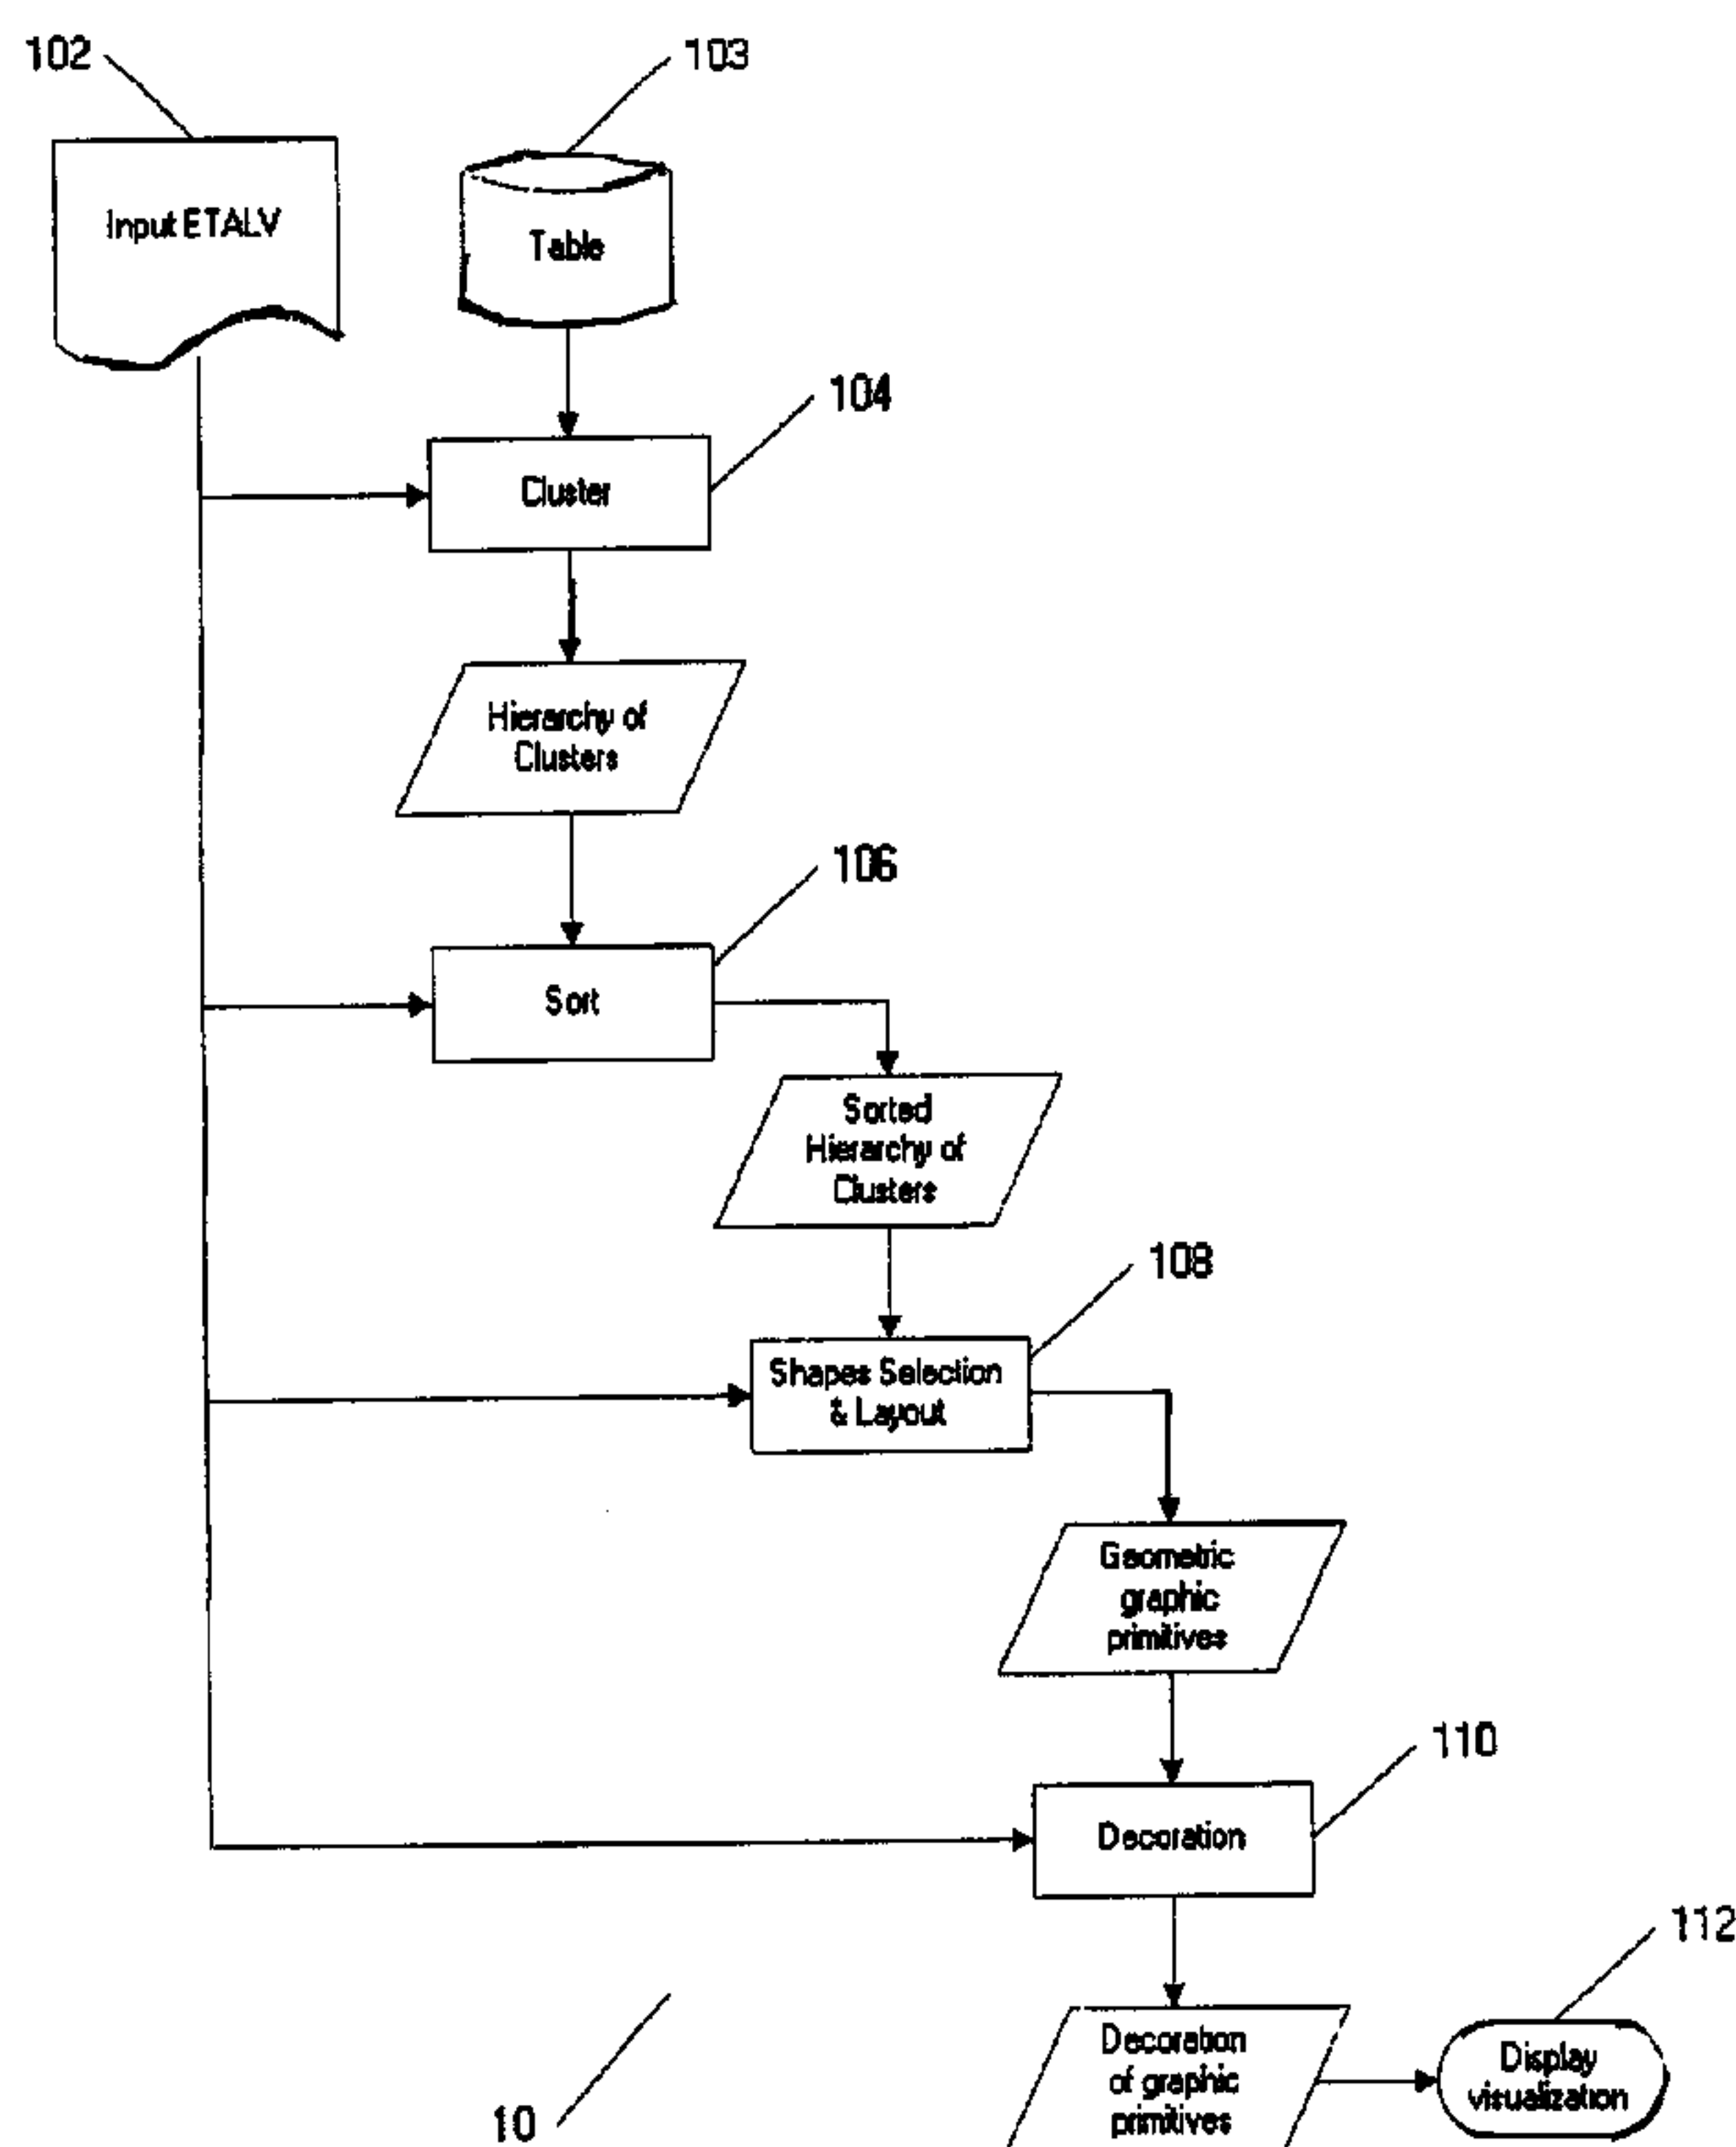 102
103
Input ETALV
Table
104
Cluster
Hierarchy of
Clusters
106
Sort
Sorted
Hierarchy of
Clusters
108
Shapes Selection
& Layout
Geometric
graphic
primitives
110
Decoration
112
Decoration
of graphic
primitives
Display
visualization
10